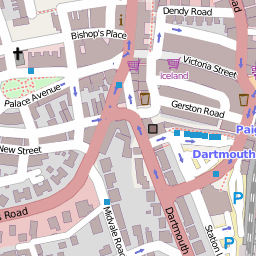 Dendy Road
Bishop's Place
Victoria Street
iceland
Palace Avenue
Gerston Road
Paig
New Street
Dartmouth
s Road
Midvale Road
Dartmouth
Station L
P
P